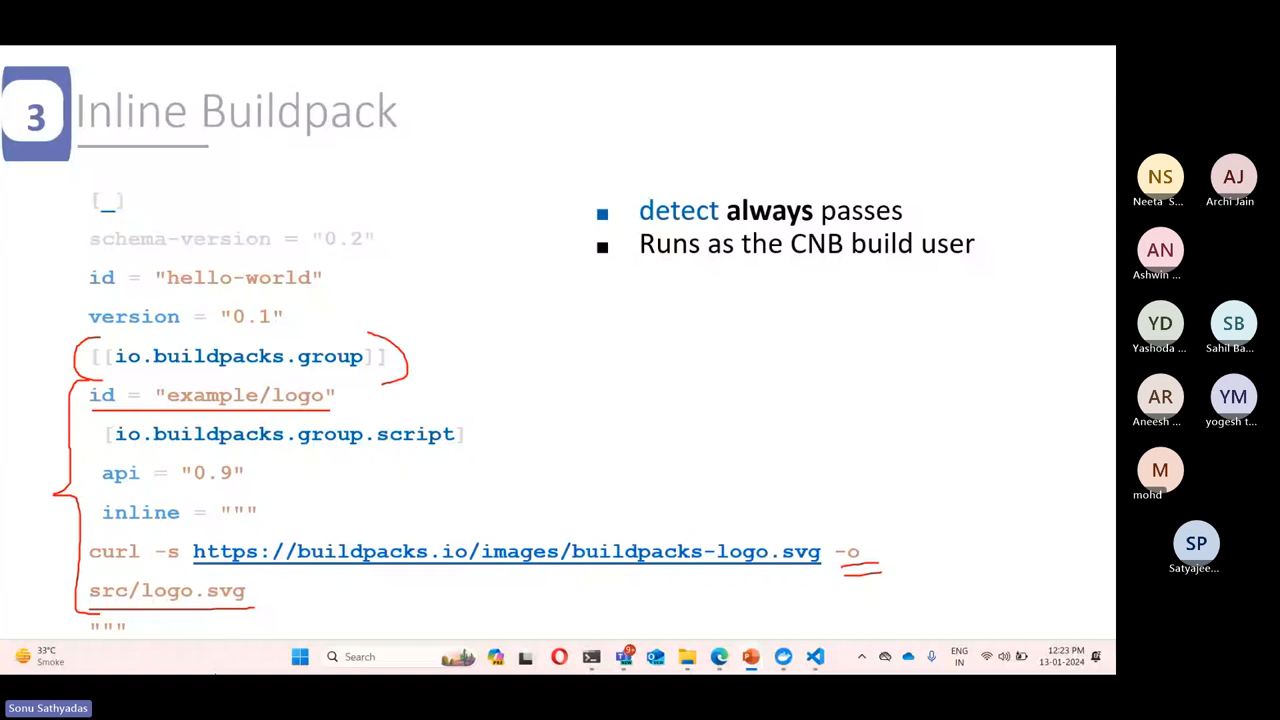 3
Inline Buildpack
[_]
schema-version = "0.2"
id = "hello-world"
version = "0.1"
[[io.buildpacks.group]]
id = "example/logo"
[io.buildpacks.group.script]
api = "0.9"
inline = """
curl -s https://buildpacks.io/images/buildpacks-logo.svg -o
src/logo.svg
"""
■ detect always passes
■ Runs as the CNB build user
NS
Neeta S...
AJ
Archi Jain
AN
Ashwin ...
YD
Yashoda ...
SB
Sahil Ba...
AR
Aneesh ...
YM
yogesh t...
M
mohd
SP
Satyajee...
33°C
Smoke
Search
PRE
9+
NEW
ENG
IN
12:23 PM
13-01-2024
Sonu Sathyadas